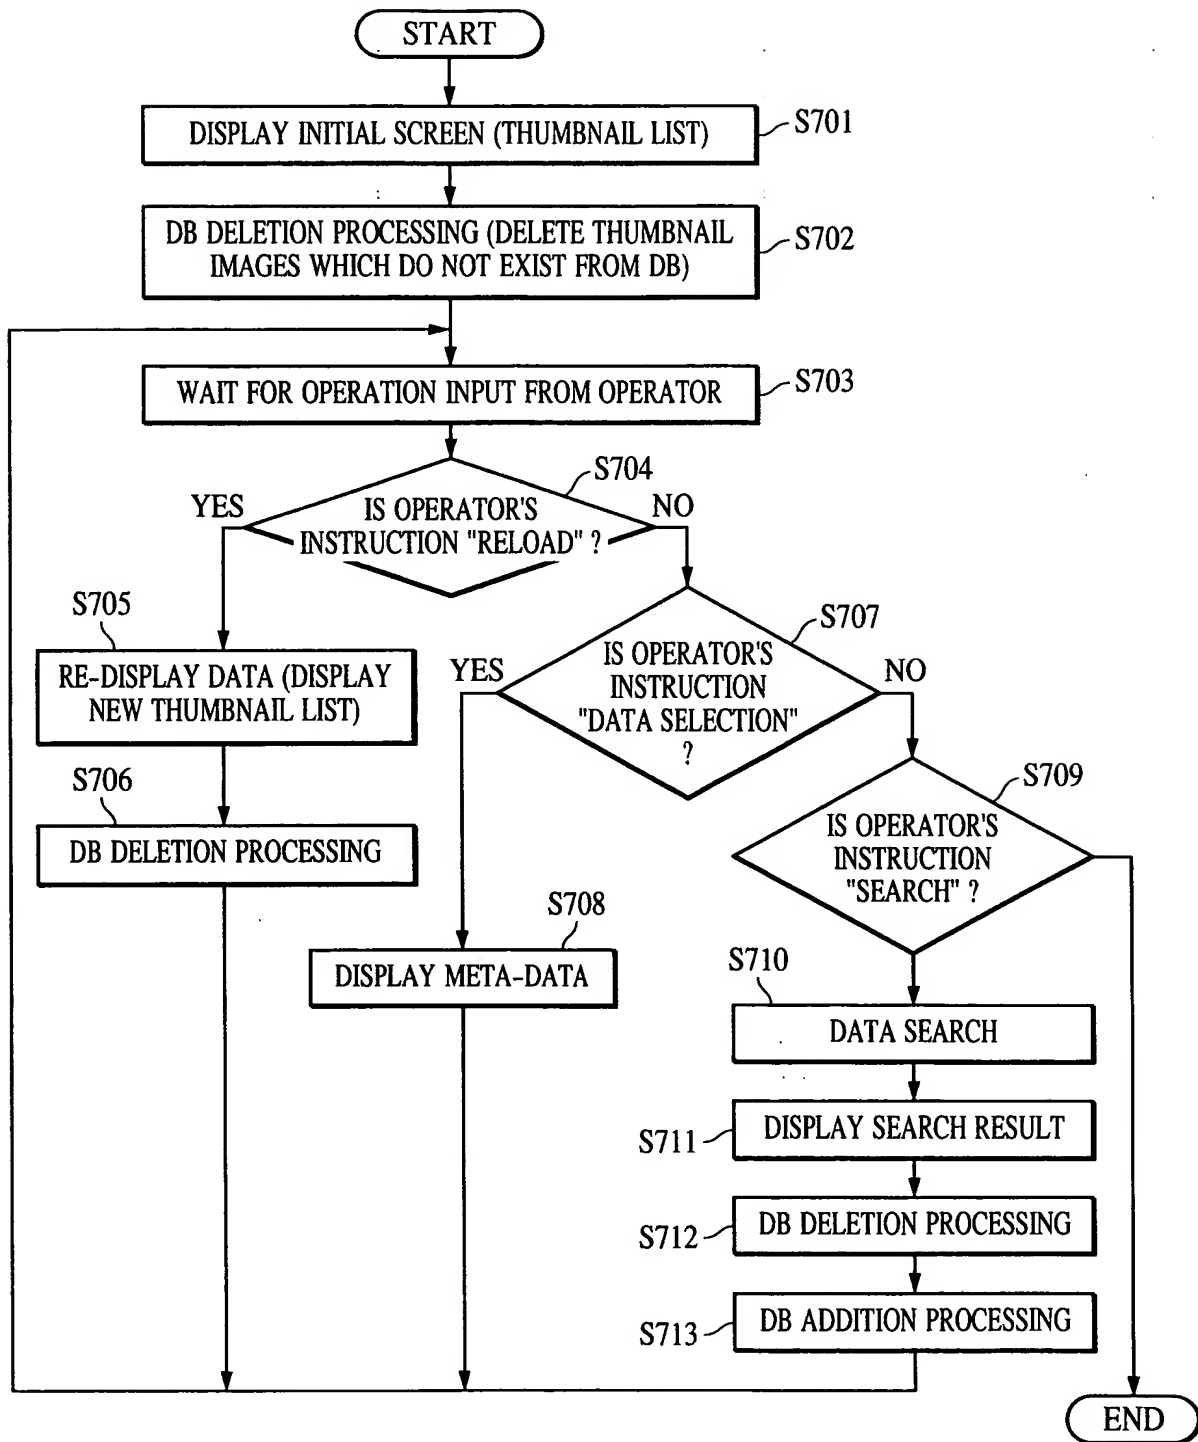 START
DISPLAY INITIAL SCREEN (THUMBNAIL LIST)
S701
DB DELETION PROCESSING (DELETE THUMBNAIL
IMAGES WHICH DO NOT EXIST FROM DB)
S702
WAIT FOR OPERATION INPUT FROM OPERATOR
S703
S704
YES
IS OPERATOR'S
INSTRUCTION "RELOAD" ?
NO
S705
RE-DISPLAY DATA (DISPLAY
NEW THUMBNAIL LIST)
S706
DB DELETION PROCESSING
S707
YES
IS OPERATOR'S
INSTRUCTION
"DATA SELECTION"
?
NO
S708
DISPLAY META-DATA
S709
IS OPERATOR'S
INSTRUCTION
"SEARCH" ?
S710
DATA SEARCH
S711
DISPLAY SEARCH RESULT
S712
DB DELETION PROCESSING
S713
DB ADDITION PROCESSING
END